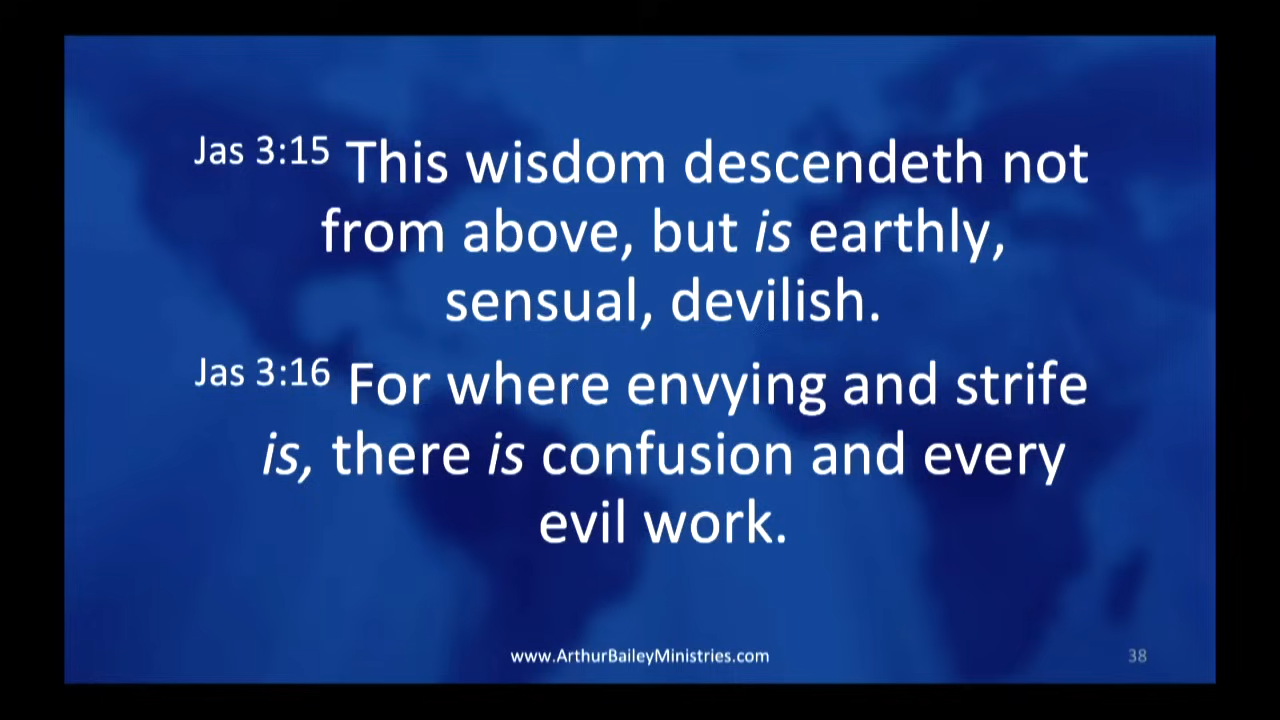 Jas 3:15 This wisdom descendeth not
from above, but is earthly,
sensual, devilish.
Jas 3:16 For where envying and strife
is, there is confusion and every
evil work.
www.ArthurBaileyMinistries.com
38